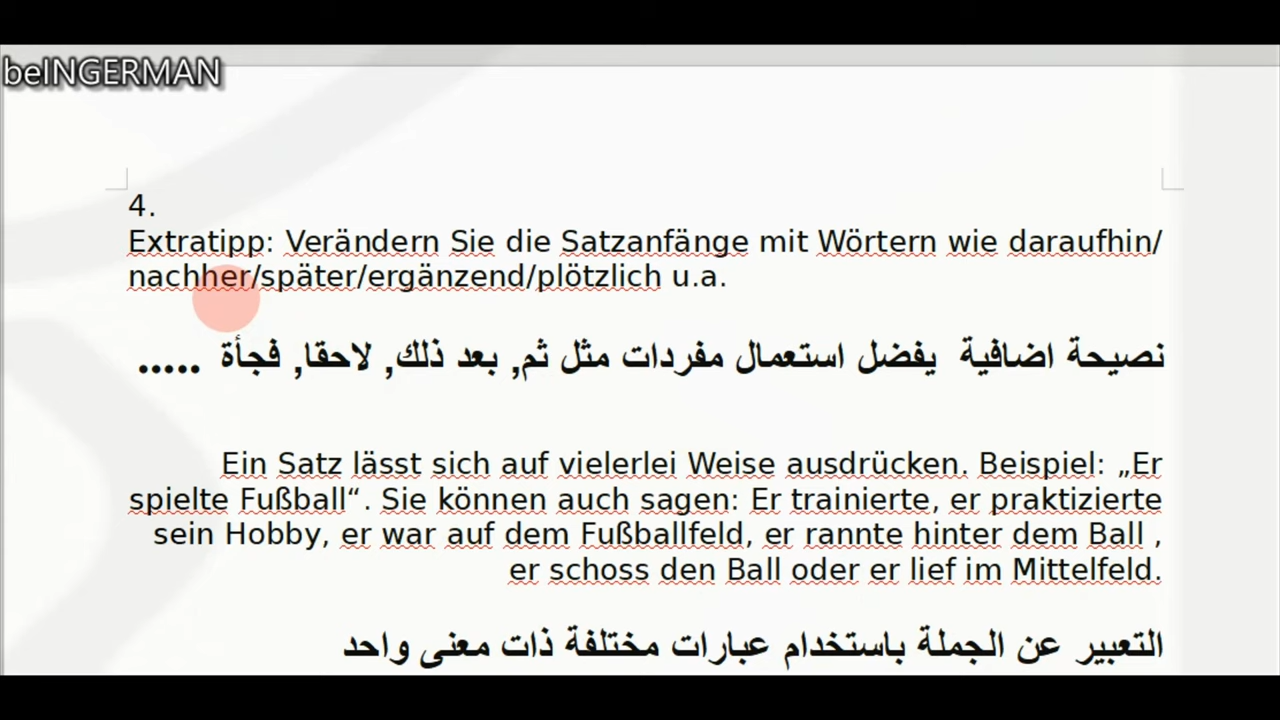 beINGERMAN
4.
Extratipp: Verändern Sie die Satzanfänge mit Wörtern wie daraufhin/
nachher/später/ergänzend/plötzlich u.a.
نصيحة اضافية  يفضل استعمال مفردات مثل ثم, بعد ذلك, لاحقا, فجأة .....
Ein Satz lässt sich auf vielerlei Weise ausdrücken. Beispiel: „Er
spielte Fußball“. Sie können auch sagen: Er trainierte, er praktizierte
sein Hobby, er war auf dem Fußballfeld, er rannte hinter dem Ball ,
er schoss den Ball oder er lief im Mittelfeld.
التعبير عن الجملة باستخدام عبارات مختلفة ذات معنى واحد